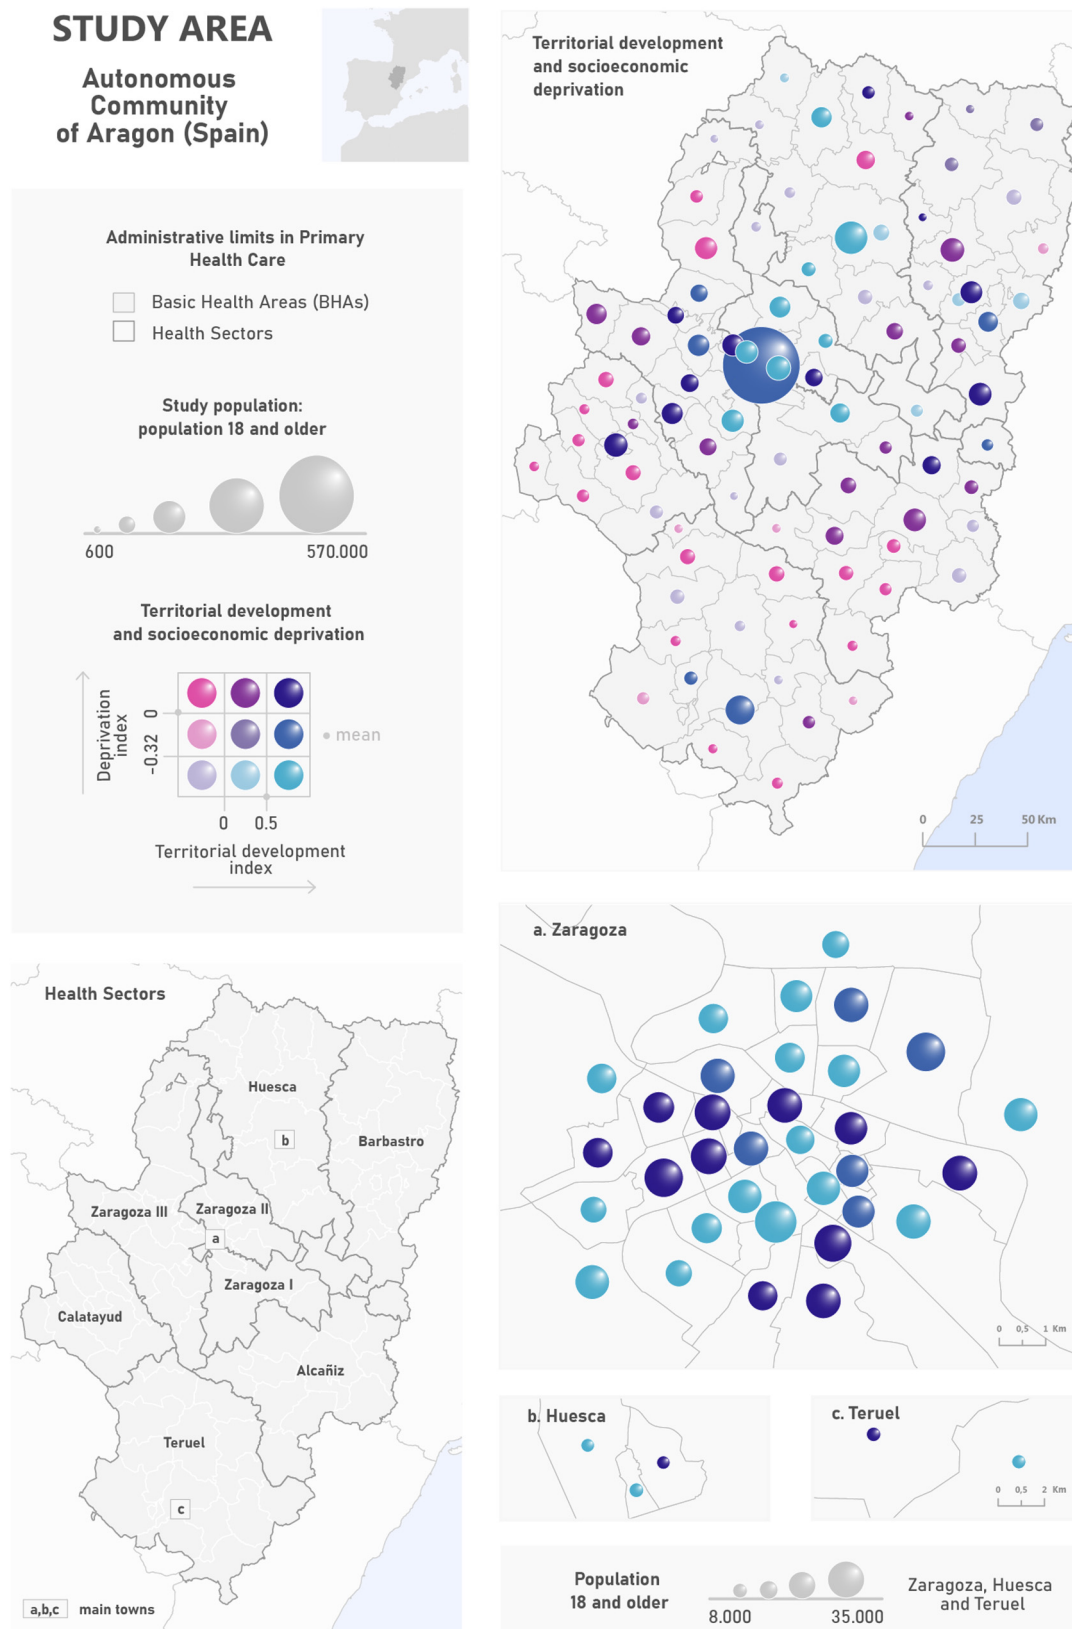 STUDY AREA
Autonomous
Community
of Aragon (Spain)
Administrative limits in Primary
Health Care
Basic Health Areas (BHAs)
Health Sectors
Study population:
population 18 and older
600
570.000
Territorial development
and socioeconomic deprivation
Deprivation
index
0
-0.32
mean
0
0.5
Territorial development
index
Health Sectors
Huesca
b
Barbastro
Zaragoza III
Zaragoza II
a
Zaragoza I
Calatayud
Alcañiz
Teruel
c
a,b,c
main towns
Territorial development
and socioeconomic
deprivation
0
25
50 Km
a. Zaragoza
0
0,5
1 Km
b. Huesca
c. Teruel
0
0,5
2 Km
Population
18 and older
8.000
35.000
Zaragoza, Huesca
and Teruel